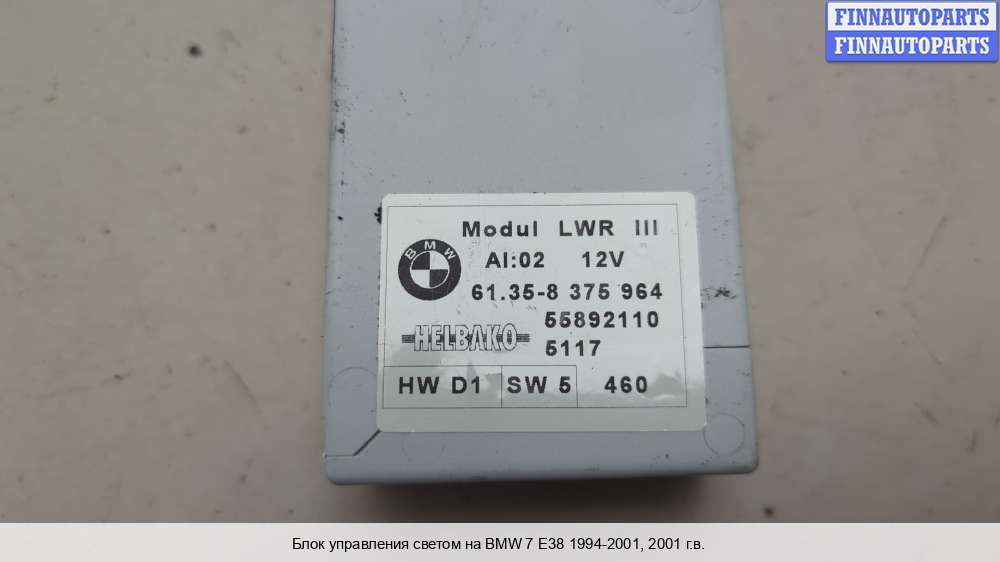 FINNAUTOPARTS
FINNAUTOPARTS
Modul LWR III
BMW
AI:02 12V
61.35-8 375 964
HELBAKO
55892110
5117
HW D1 SW 5 460
Блок управления светом на BMW 7 E38 1994-2001, 2001 г.в.